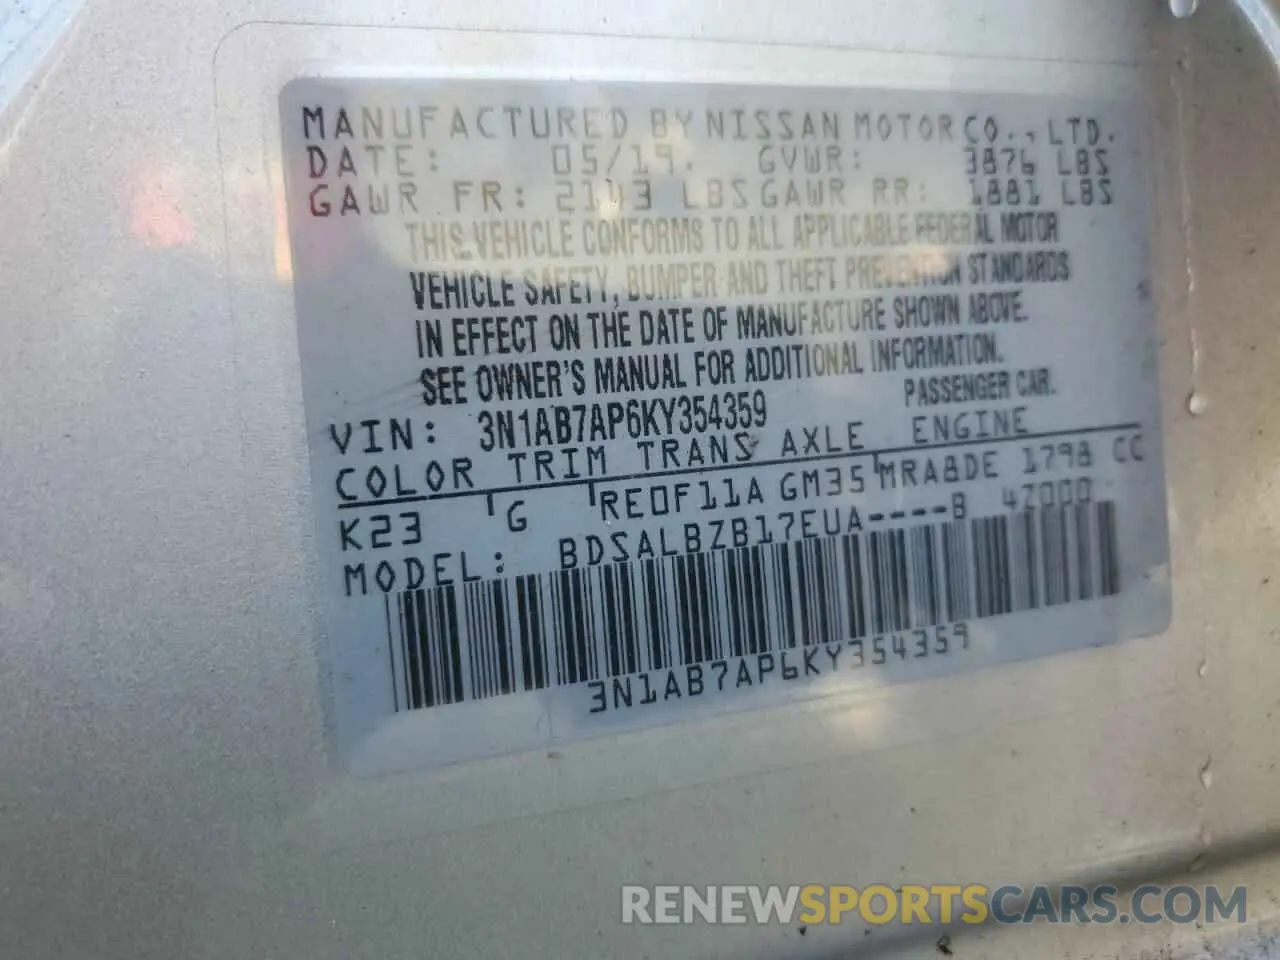 MANUFACTURED BY NISSAN MOTOR CO., LTD.
DATE: 05/19. GVWR: 3876 LBS
GAWR FR: 2103 LBS GAWR RR: 1881 LBS
THIS VEHICLE CONFORMS TO ALL APPLICABLE FEDERAL MOTOR
VEHICLE SAFETY, BUMPER AND THEFT PREVENTION STANDARDS
IN EFFECT ON THE DATE OF MANUFACTURE SHOWN ABOVE.
SEE OWNER'S MANUAL FOR ADDITIONAL INFORMATION.
VIN: 3N1AB7AP6KY354359 PASSENGER CAR.
COLOR TRIM TRANS AXLE ENGINE
K23 G RE0F11A GM35 MRA8DE 1798 CC
MODEL: BDSALBZB17EUA----B 4Z000
3N1AB7AP6KY354359
RENEWSPORTSCARS.COM